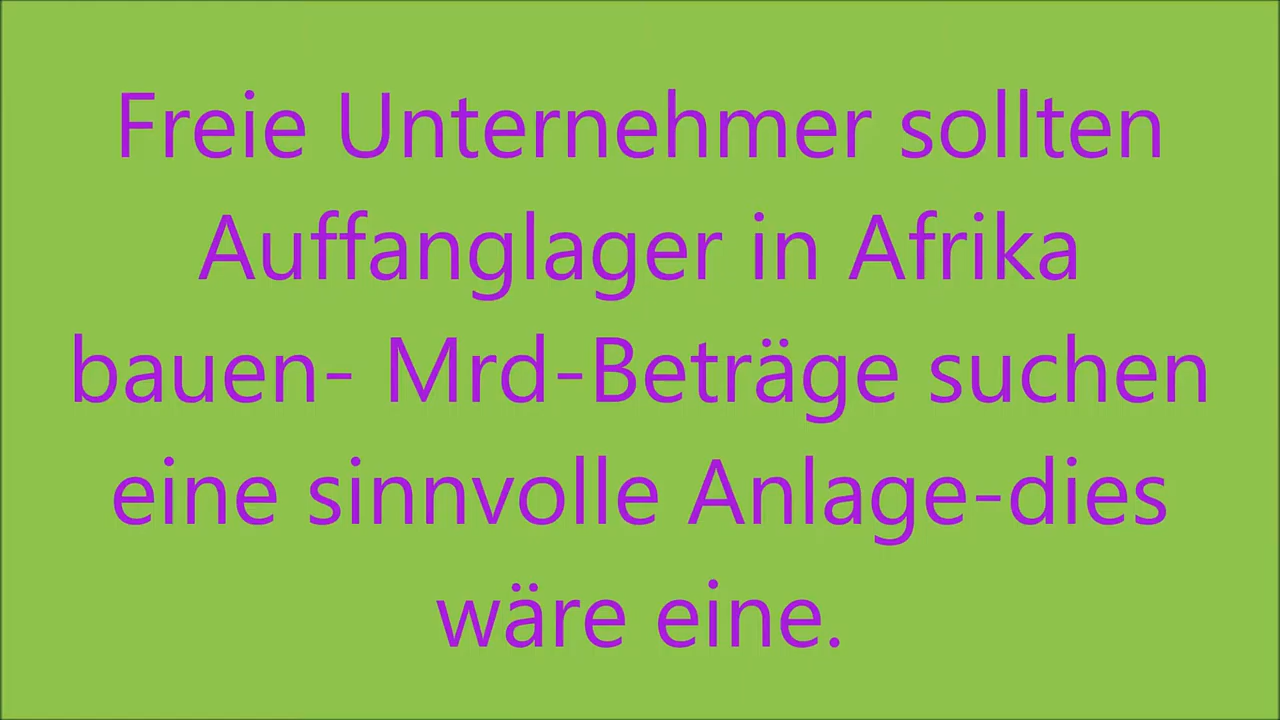 Freie Unternehmer sollten
Auffanglager in Afrika
bauen- Mrd-Beträge suchen
eine sinnvolle Anlage-dies
wäre eine.